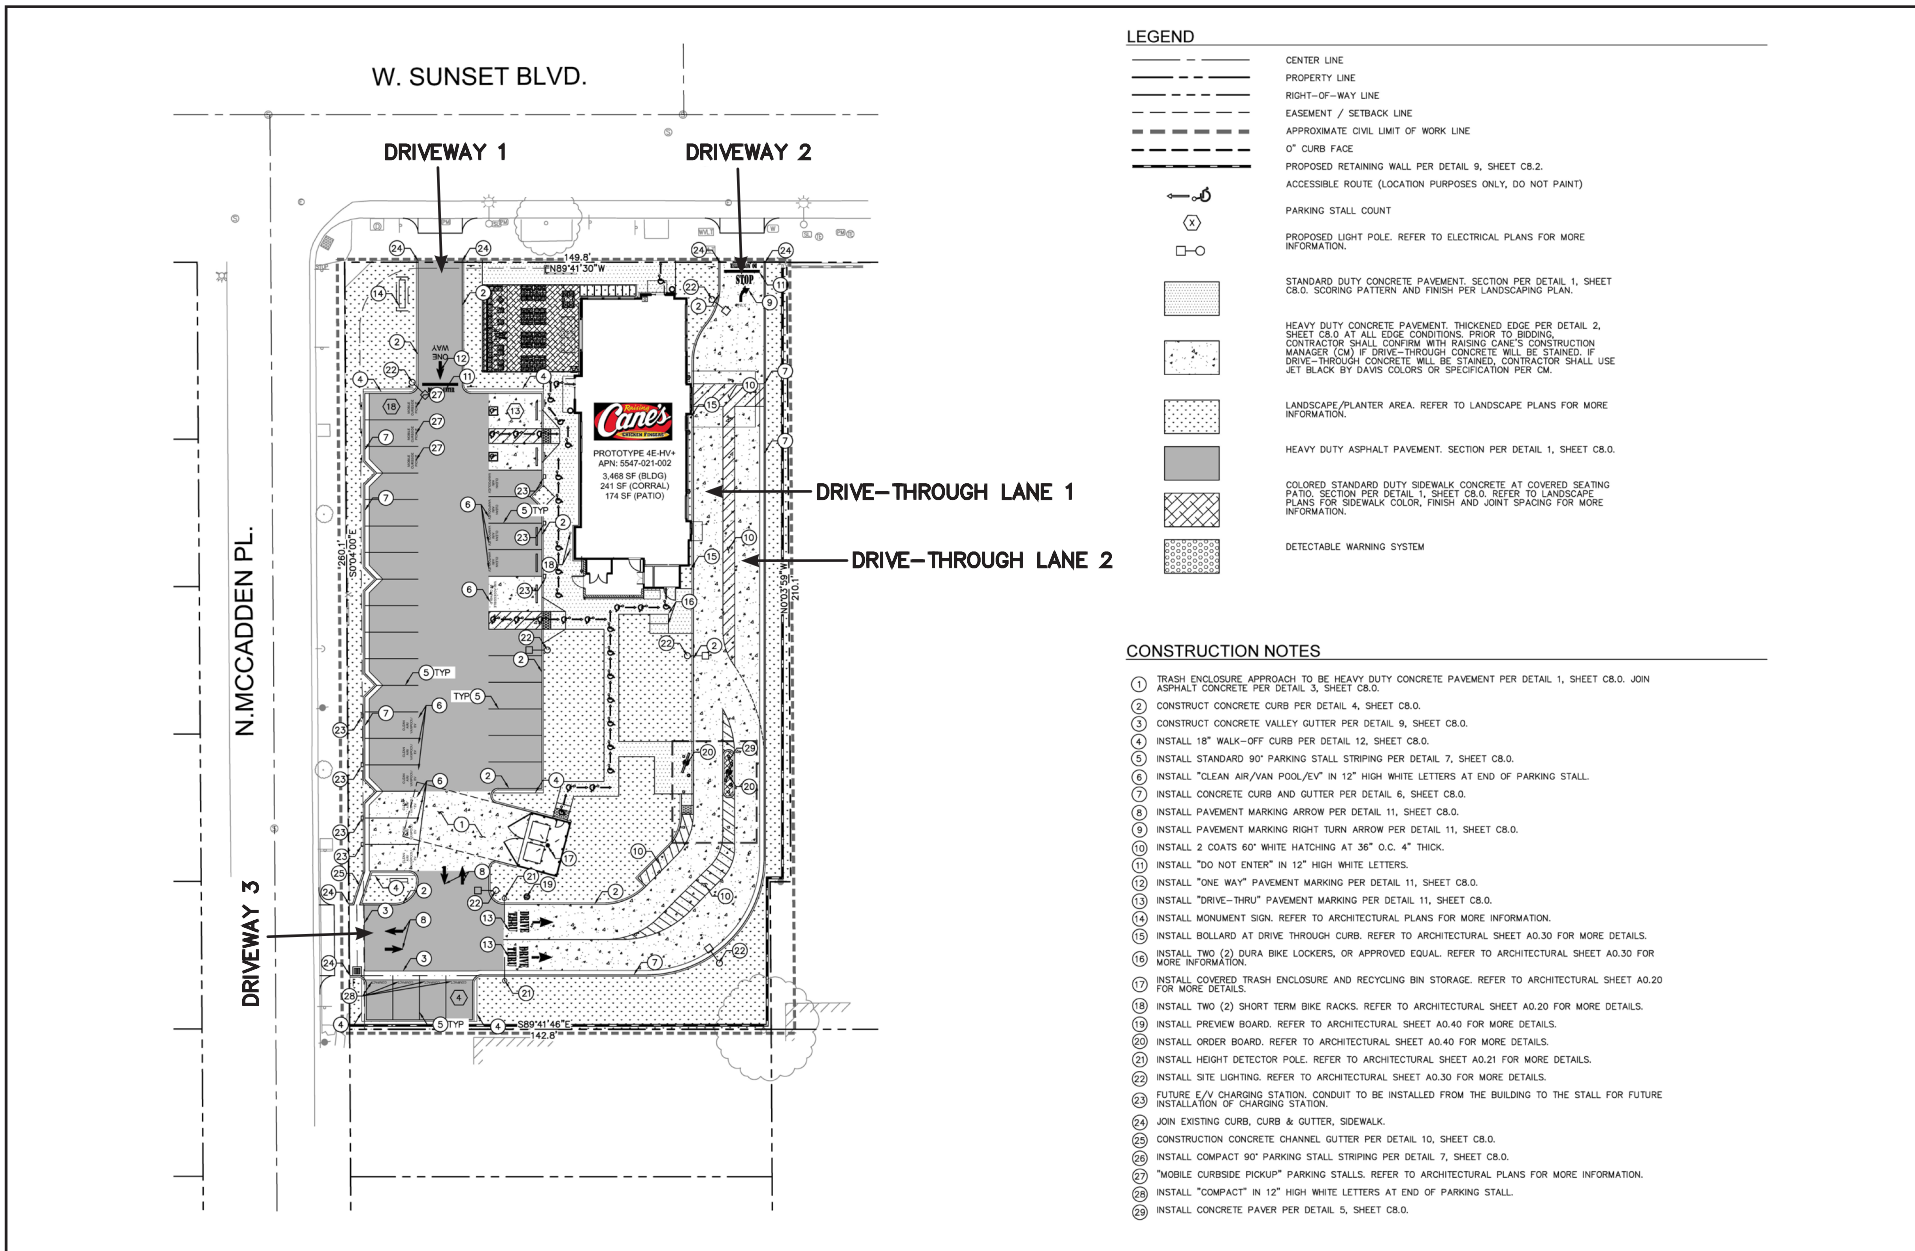 W. SUNSET BLVD.
DRIVEWAY 1
DRIVEWAY 2
149.8'
N89°41'30"W
STOP
ONE
WAY
Raising
Cane's
CHICKEN FINGERS
PROTOTYPE 4E-HV+
APN: 5547-021-002
3,468 SF (BLDG)
241 SF (CORRAL)
174 SF (PATIO)
DRIVE-THROUGH LANE 1
DRIVE-THROUGH LANE 2
5 TYP
260.1'
S0°04'00"E
N0°03'59"W
210.1'
N.MCCADDEN PL.
5 TYP
TYP 5
DRIVEWAY 3
DRIVE
THRU
DRIVE
THRU
5 TYP
S89°41'46"E
142.8'
LEGEND
CENTER LINE
PROPERTY LINE
RIGHT-OF-WAY LINE
EASEMENT / SETBACK LINE
APPROXIMATE CIVIL LIMIT OF WORK LINE
0" CURB FACE
PROPOSED RETAINING WALL PER DETAIL 9, SHEET C8.2.
ACCESSIBLE ROUTE (LOCATION PURPOSES ONLY, DO NOT PAINT)
X
PARKING STALL COUNT
PROPOSED LIGHT POLE. REFER TO ELECTRICAL PLANS FOR MORE
INFORMATION.
STANDARD DUTY CONCRETE PAVEMENT. SECTION PER DETAIL 1, SHEET
C8.0. SCORING PATTERN AND FINISH PER LANDSCAPING PLAN.
HEAVY DUTY CONCRETE PAVEMENT. THICKENED EDGE PER DETAIL 2,
SHEET C8.0 AT ALL EDGE CONDITIONS. PRIOR TO BIDDING,
CONTRACTOR SHALL CONFIRM WITH RAISING CANE'S CONSTRUCTION
MANAGER (CM) IF DRIVE-THROUGH CONCRETE WILL BE STAINED. IF
DRIVE-THROUGH CONCRETE WILL BE STAINED, CONTRACTOR SHALL USE
JET BLACK BY DAVIS COLORS OR SPECIFICATION PER CM.
LANDSCAPE/PLANTER AREA. REFER TO LANDSCAPE PLANS FOR MORE
INFORMATION.
HEAVY DUTY ASPHALT PAVEMENT. SECTION PER DETAIL 1, SHEET C8.0.
COLORED STANDARD DUTY SIDEWALK CONCRETE AT COVERED SEATING
PATIO. SECTION PER DETAIL 1, SHEET C8.0. REFER TO LANDSCAPE
PLANS FOR SIDEWALK COLOR, FINISH AND JOINT SPACING FOR MORE
INFORMATION.
DETECTABLE WARNING SYSTEM
CONSTRUCTION NOTES
1 TRASH ENCLOSURE APPROACH TO BE HEAVY DUTY CONCRETE PAVEMENT PER DETAIL 1, SHEET C8.0. JOIN
ASPHALT CONCRETE PER DETAIL 3, SHEET C8.0.
2 CONSTRUCT CONCRETE CURB PER DETAIL 4, SHEET C8.0.
3 CONSTRUCT CONCRETE VALLEY GUTTER PER DETAIL 9, SHEET C8.0.
4 INSTALL 18" WALK-OFF CURB PER DETAIL 12, SHEET C8.0.
5 INSTALL STANDARD 90° PARKING STALL STRIPING PER DETAIL 7, SHEET C8.0.
6 INSTALL "CLEAN AIR/VAN POOL/EV" IN 12" HIGH WHITE LETTERS AT END OF PARKING STALL.
7 INSTALL CONCRETE CURB AND GUTTER PER DETAIL 6, SHEET C8.0.
8 INSTALL PAVEMENT MARKING ARROW PER DETAIL 11, SHEET C8.0.
9 INSTALL PAVEMENT MARKING RIGHT TURN ARROW PER DETAIL 11, SHEET C8.0.
10 INSTALL 2 COATS 60° WHITE HATCHING AT 36" O.C. 4" THICK.
11 INSTALL "DO NOT ENTER" IN 12" HIGH WHITE LETTERS.
12 INSTALL "ONE WAY" PAVEMENT MARKING PER DETAIL 11, SHEET C8.0.
13 INSTALL "DRIVE-THRU" PAVEMENT MARKING PER DETAIL 11, SHEET C8.0.
14 INSTALL MONUMENT SIGN. REFER TO ARCHITECTURAL PLANS FOR MORE INFORMATION.
15 INSTALL BOLLARD AT DRIVE THROUGH CURB. REFER TO ARCHITECTURAL SHEET A0.30 FOR MORE DETAILS.
16 INSTALL TWO (2) DURA BIKE LOCKERS, OR APPROVED EQUAL. REFER TO ARCHITECTURAL SHEET A0.30 FOR
MORE INFORMATION.
17 INSTALL COVERED TRASH ENCLOSURE AND RECYCLING BIN STORAGE. REFER TO ARCHITECTURAL SHEET A0.20
FOR MORE DETAILS.
18 INSTALL TWO (2) SHORT TERM BIKE RACKS. REFER TO ARCHITECTURAL SHEET A0.20 FOR MORE DETAILS.
19 INSTALL PREVIEW BOARD. REFER TO ARCHITECTURAL SHEET A0.40 FOR MORE DETAILS.
20 INSTALL ORDER BOARD. REFER TO ARCHITECTURAL SHEET A0.40 FOR MORE DETAILS.
21 INSTALL HEIGHT DETECTOR POLE. REFER TO ARCHITECTURAL SHEET A0.21 FOR MORE DETAILS.
22 INSTALL SITE LIGHTING. REFER TO ARCHITECTURAL SHEET A0.30 FOR MORE DETAILS.
23 FUTURE E/V CHARGING STATION. CONDUIT TO BE INSTALLED FROM THE BUILDING TO THE STALL FOR FUTURE
INSTALLATION OF CHARGING STATION.
24 JOIN EXISTING CURB, CURB & GUTTER, SIDEWALK.
25 CONSTRUCTION CONCRETE CHANNEL GUTTER PER DETAIL 10, SHEET C8.0.
26 INSTALL COMPACT 90° PARKING STALL STRIPING PER DETAIL 7, SHEET C8.0.
27 "MOBILE CURBSIDE PICKUP" PARKING STALLS. REFER TO ARCHITECTURAL PLANS FOR MORE INFORMATION.
28 INSTALL "COMPACT" IN 12" HIGH WHITE LETTERS AT END OF PARKING STALL.
29 INSTALL CONCRETE PAVER PER DETAIL 5, SHEET C8.0.